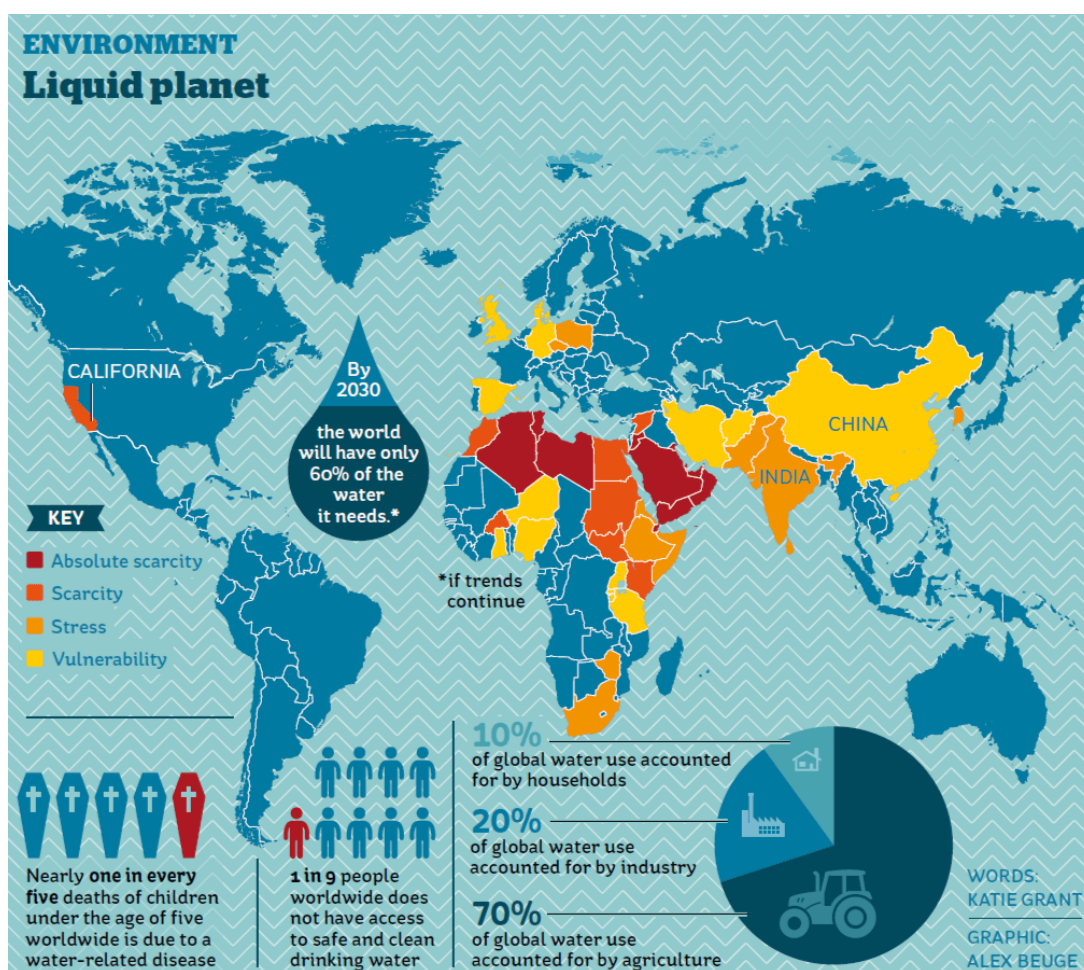 ENVIRONMENT
Liquid planet
CALIFORNIA
By
2030
the world
will have only
60% of the
water
it needs.*
*if trends
continue
CHINA
INDIA
KEY
Absolute scarcity
Scarcity
Stress
Vulnerability
Nearly one in every
five deaths of children
under the age of five
worldwide is due to a
water-related disease
1 in 9 people
worldwide does
not have access
to safe and clean
drinking water
10%
of global water use accounted
for by households
20%
of global water use
accounted for by industry
70%
of global water use
accounted for by agriculture
WORDS:
KATIE GRANT
GRAPHIC:
ALEX BEUGE